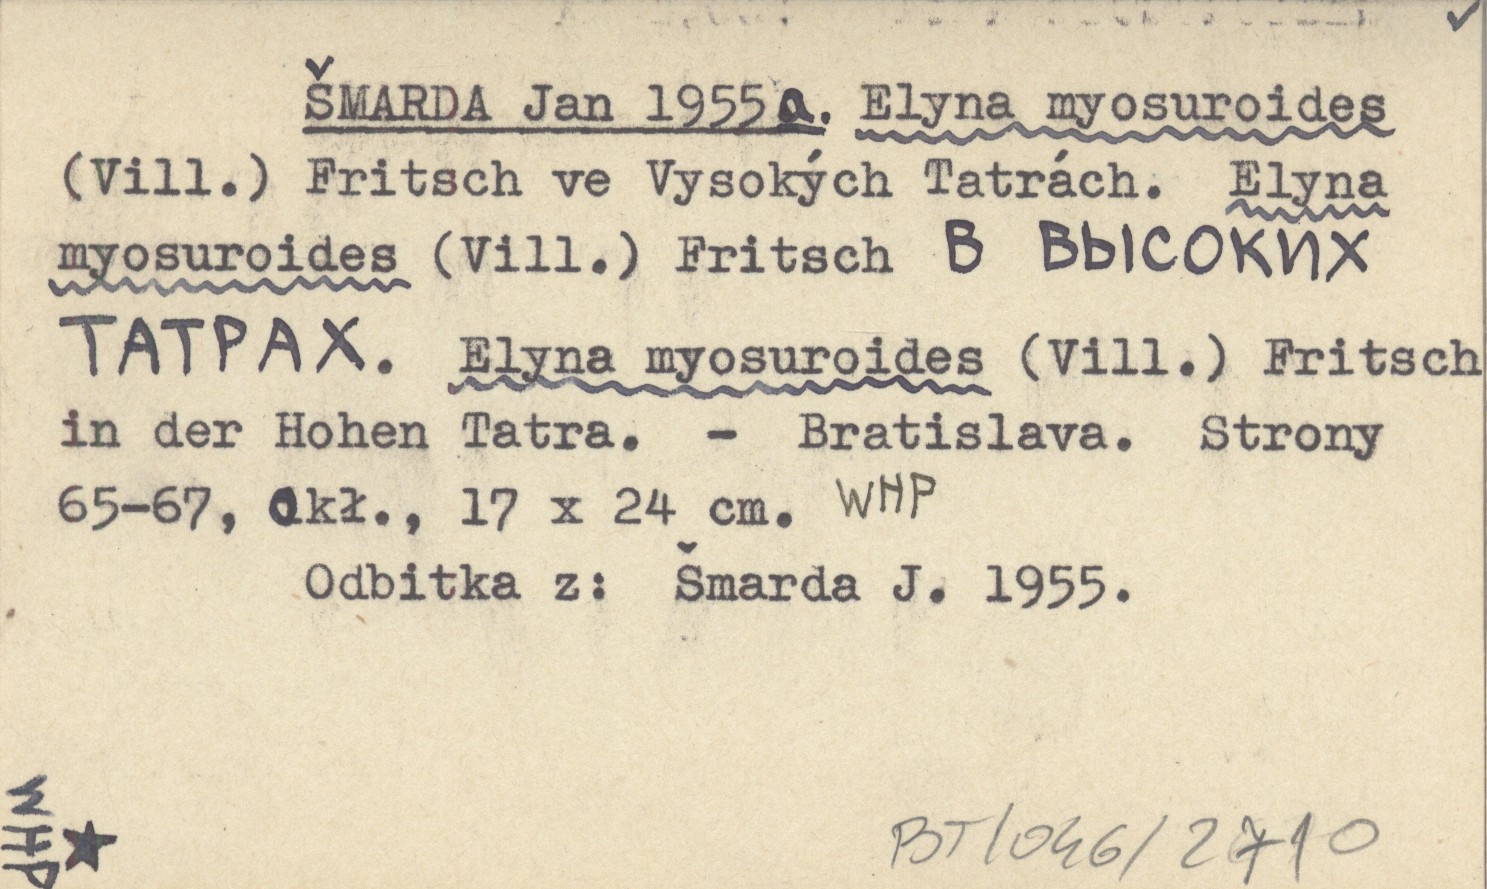 ŠMARDA Jan 1955a. Elyna myosuroides
(Vill.) Fritsch ve Vysokých Tatrách. Elyna
myosuroides (Vill.) Fritsch В ВЫСОКИХ
ТАТРАХ. Elyna myosuroides (Vill.) Fritsch
in der Hohen Tatra. - Bratislava. Strony
65-67, okł., 17 x 24 cm. WHP
Odbitka z: Šmarda J. 1955.
WHP
BT/046/2710